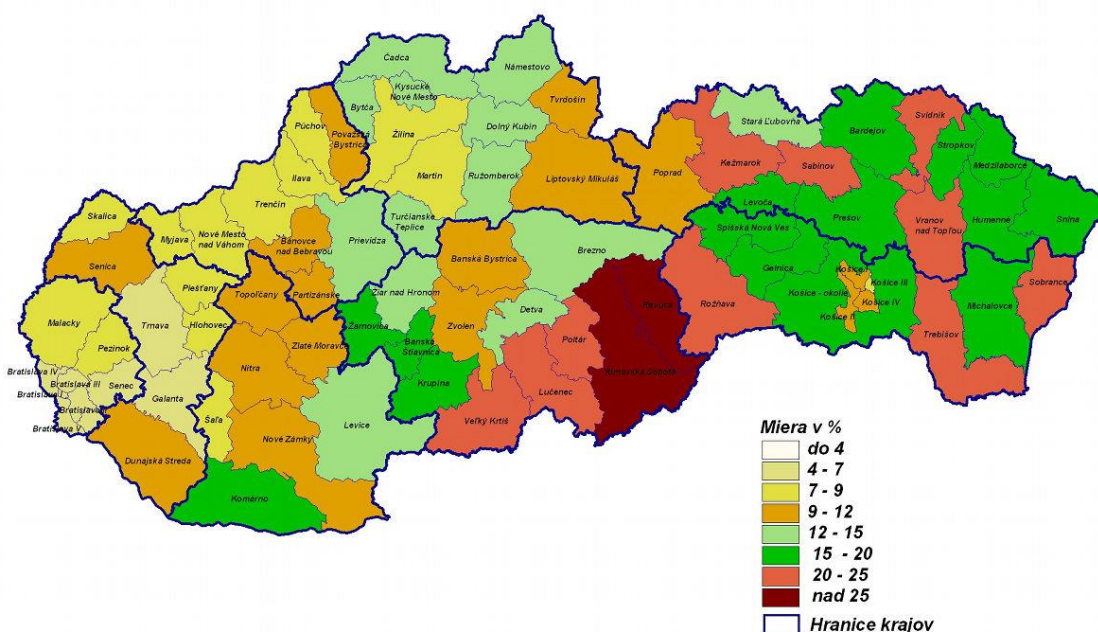 Čadca
Námestovo
Kysucké
Nové Mesto
Tvrdošín
Bytča
Púchov
Považská
Bystrica
Žilina
Dolný Kubín
Stará Ľubovňa
Bardejov
Svidník
Stropkov
Medzilaborce
Ilava
Martin
Ružomberok
Liptovský Mikuláš
Poprad
Kežmarok
Sabinov
Trenčín
Levoča
Prešov
Vranov
nad Topľou
Humenné
Snina
Skalica
Myjava
Nové Mesto
nad Váhom
Bánovce
nad Bebravou
Prievidza
Turčianske
Teplice
Brezno
Spišská Nová Ves
Senica
Banská Bystrica
Gelnica
Košice I
Košice III
Sobrance
Piešťany
Topoľčany
Partizánske
Žiar nad Hronom
Košice - okolie
Košice IV
Košice II
Michalovce
Malacky
Trnava
Hlohovec
Zlaté Moravce
Žarnovica
Zvolen
Detva
Revúca
Rožňava
Trebišov
Pezinok
Banská
Štiavnica
Poltár
Nitra
Krupina
Rimavská Sobota
Bratislava IV
Bratislava III
Senec
Galanta
Lučenec
Bratislava V
Šaľa
Levice
Veľký Krtíš
Nové Zámky
Dunajská Streda
Komárno
Miera v %
do 4
4 - 7
7 - 9
9 - 12
12 - 15
15 - 20
20 - 25
nad 25
Hranice krajov